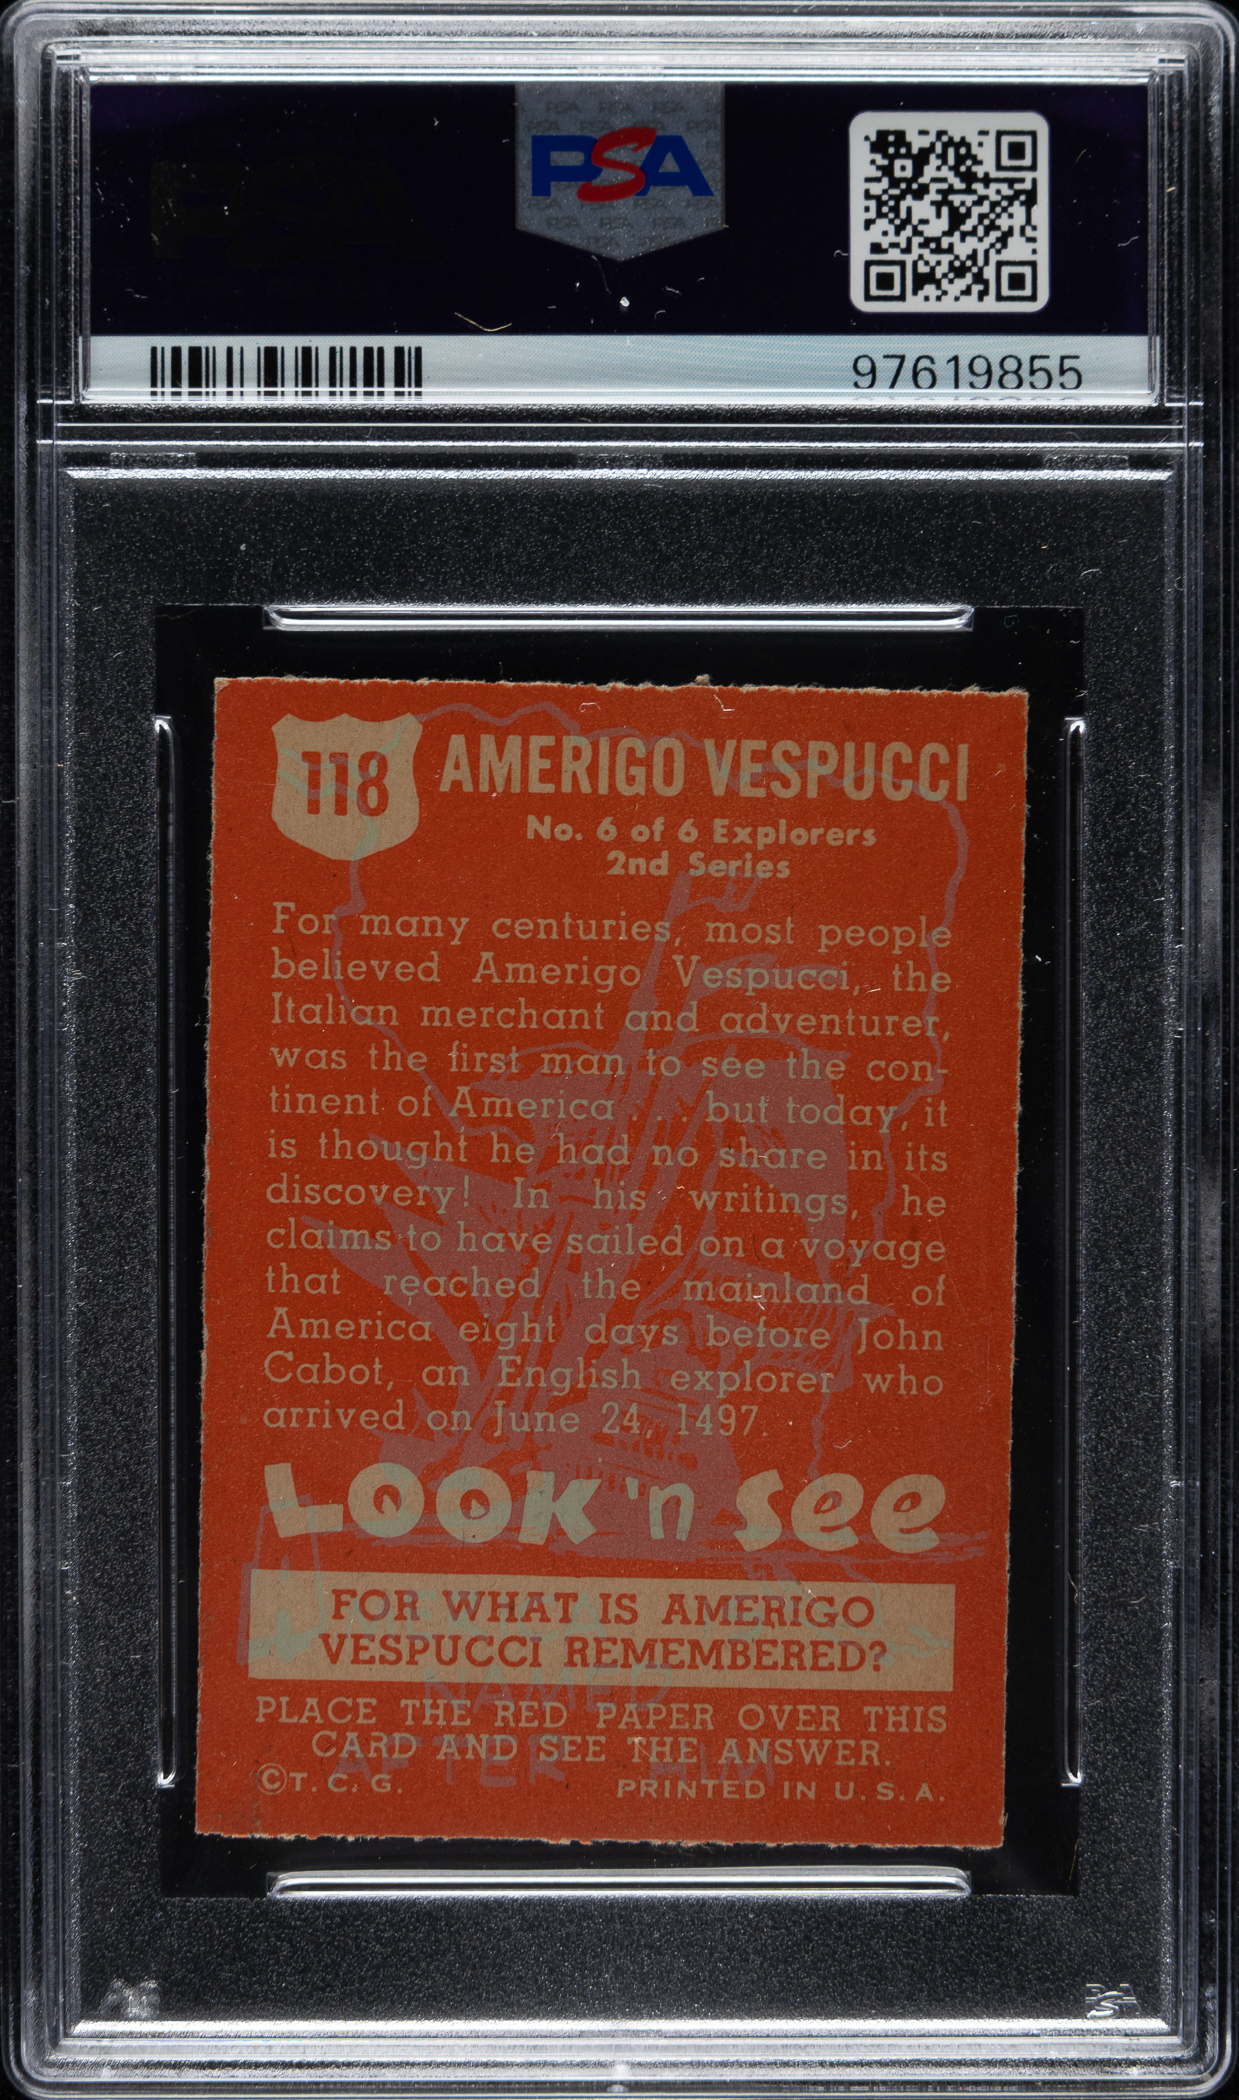 PSA
97619855
118 AMERIGO VESPUCCI
No. 6 of 6 Explorers
2nd Series
For many centuries, most people
believed Amerigo Vespucci, the
Italian merchant and adventurer,
was the first man to see the con-
tinent of America . . . but today, it
is thought he had no share in its
discovery! In his writings, he
claims to have sailed on a voyage
that reached the mainland of
America eight days before John
Cabot, an English explorer who
arrived on June 24, 1497.
LOOK 'n See
FOR WHAT IS AMERIGO
VESPUCCI REMEMBERED?
NAMED
PLACE THE RED PAPER OVER THIS
CARD AND SEE THE ANSWER.
AFTER HIM
©T. C. G. PRINTED IN U. S. A.